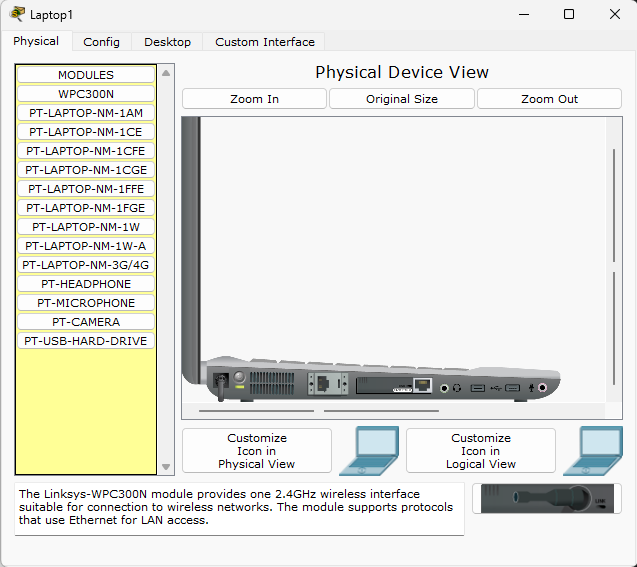 Laptop1
Physical
Config
Desktop
Custom Interface
MODULES
WPC300N
PT-LAPTOP-NM-1AM
PT-LAPTOP-NM-1CE
PT-LAPTOP-NM-1CFE
PT-LAPTOP-NM-1CGE
PT-LAPTOP-NM-1FFE
PT-LAPTOP-NM-1FGE
PT-LAPTOP-NM-1W
PT-LAPTOP-NM-1W-A
PT-LAPTOP-NM-3G/4G
PT-HEADPHONE
PT-MICROPHONE
PT-CAMERA
PT-USB-HARD-DRIVE
Physical Device View
Zoom In
Original Size
Zoom Out
Customize
Icon in
Physical View
Customize
Icon in
Logical View
The Linksys-WPC300N module provides one 2.4GHz wireless interface
suitable for connection to wireless networks. The module supports protocols
that use Ethernet for LAN access.
LINK